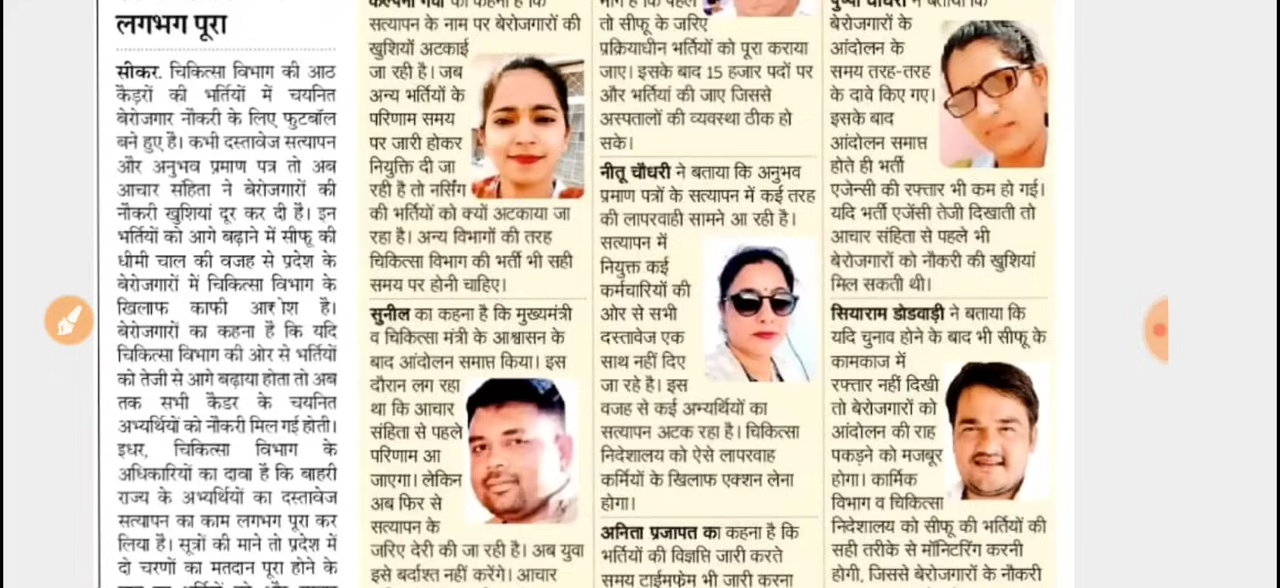 लगभग पूरा
सीकर. चिकित्सा विभाग की आठ
कैडरों की भर्तियों में चयनित
बेरोजगार नौकरी के लिए फुटबॉल
बने हुए है। कभी दस्तावेज सत्यापन
और अनुभव प्रमाण पत्र तो अब
आचार संहिता ने बेरोजगारों की
नौकरी खुशियां दूर कर दी है। इन
भर्तियों को आगे बढ़ाने में सीफू की
धीमी चाल की वजह से प्रदेश के
बेरोजगारों में चिकित्सा विभाग के
खिलाफ काफी आक्रोश है।
बेरोजगारों का कहना है कि यदि
चिकित्सा विभाग की ओर से भर्तियों
को तेजी से आगे बढ़ाया होता तो अब
तक सभी कैडर के चयनित
अभ्यर्थियों को नौकरी मिल गई होती।
इधर, चिकित्सा विभाग के
अधिकारियों का दावा है कि बाहरी
राज्य के अभ्यर्थियों का दस्तावेज
सत्यापन का काम लगभग पूरा कर
लिया है। सूत्रों की माने तो प्रदेश में
दो चरणों का मतदान पूरा होने के
का कहना है कि
सत्यापन के नाम पर बेरोजगारों की
खुशियों अटकाई
जा रही है। जब
अन्य भर्तियों के
परिणाम समय
पर जारी होकर
नियुक्ति दी जा
रही है तो नर्सिंग
की भर्तियों को क्यों अटकाया जा
रहा है। अन्य विभागों की तरह
चिकित्सा विभाग की भर्ती भी सही
समय पर होनी चाहिए।
सुनील का कहना है कि मुख्यमंत्री
व चिकित्सा मंत्री के आश्वासन के
बाद आंदोलन समाप्त किया। इस
दौरान लग रहा
था कि आचार
संहिता से पहले
परिणाम आ
जाएगा। लेकिन
अब फिर से
सत्यापन के
जरिए देरी की जा रही है। अब युवा
इसे बर्दाश्त नहीं करेंगे। आचार
मांग है कि पहले
तो सीफू के जरिए
प्रक्रियाधीन भर्तियों को पूरा कराया
जाए। इसके बाद 15 हजार पदों पर
और भर्तियां की जाए जिससे
अस्पतालों की व्यवस्था ठीक हो
सके।
नीतू चौधरी ने बताया कि अनुभव
प्रमाण पत्रों के सत्यापन में कई तरह
की लापरवाही सामने आ रही है।
सत्यापन में
नियुक्त कई
कर्मचारियों की
ओर से सभी
दस्तावेज एक
साथ नहीं दिए
जा रहे है। इस
वजह से कई अभ्यर्थियों का
सत्यापन अटक रहा है। चिकित्सा
निदेशालय को ऐसे लापरवाह
कर्मियों के खिलाफ एक्शन लेना
होगा।
अनिता प्रजापत का कहना है कि
भर्तियों की विज्ञप्ति जारी करते
समय टाईमफ्रेम भी जारी करना
पुष्पा चौधरी ने बताया कि
बेरोजगारों के
आंदोलन के
समय तरह-तरह
के दावे किए गए।
इसके बाद
आंदोलन समाप्त
होते ही भर्ती
एजेन्सी की रफ्तार भी कम हो गई।
यदि भर्ती एजेंसी तेजी दिखाती तो
आचार संहिता से पहले भी
बेरोजगारों को नौकरी की खुशियां
मिल सकती थी।
सियाराम डोडवाड़ी ने बताया कि
यदि चुनाव होने के बाद भी सीफू के
कामकाज में
रफ्तार नहीं दिखी
तो बेरोजगारों को
आंदोलन की राह
पकड़ने को मजबूर
होगा। कार्मिक
विभाग व चिकित्सा
निदेशालय को सीफू की भर्तियों की
सही तरीके से मॉनिटरिंग करनी
होगी, जिससे बेरोजगारों के नौकरी